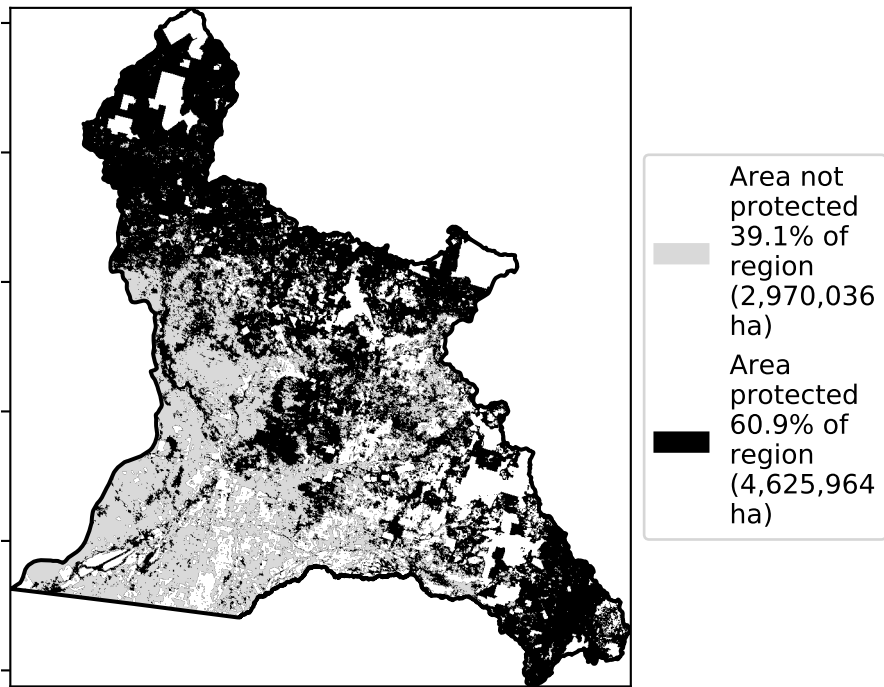 Area not
protected
39.1% of
region
(2,970,036
ha)
Area
protected
60.9% of
region
(4,625,964
ha)